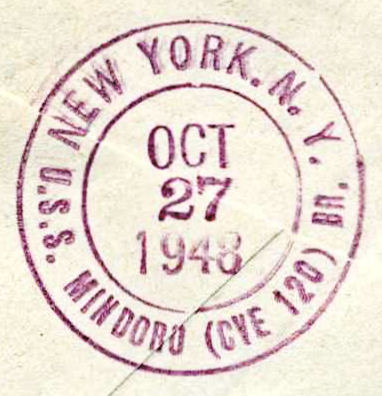 NEW YORK, N. Y. BR.
OCT
27
1948
U.S.S. MINDORO (CVE 120)